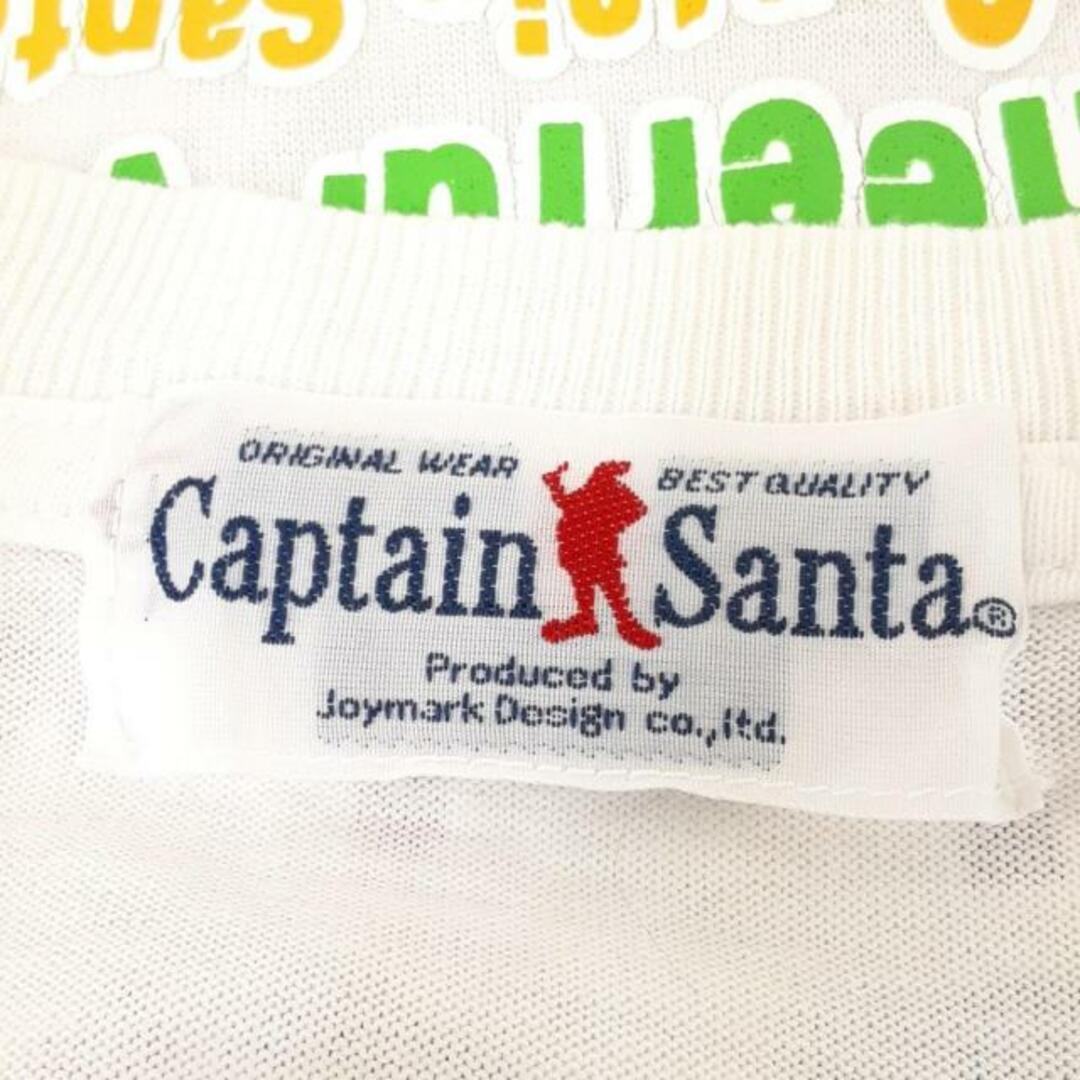 ORIGINAL WEAR BEST QUALITY
Captain Santa®
Produced by
Joymark Design co.,ltd.